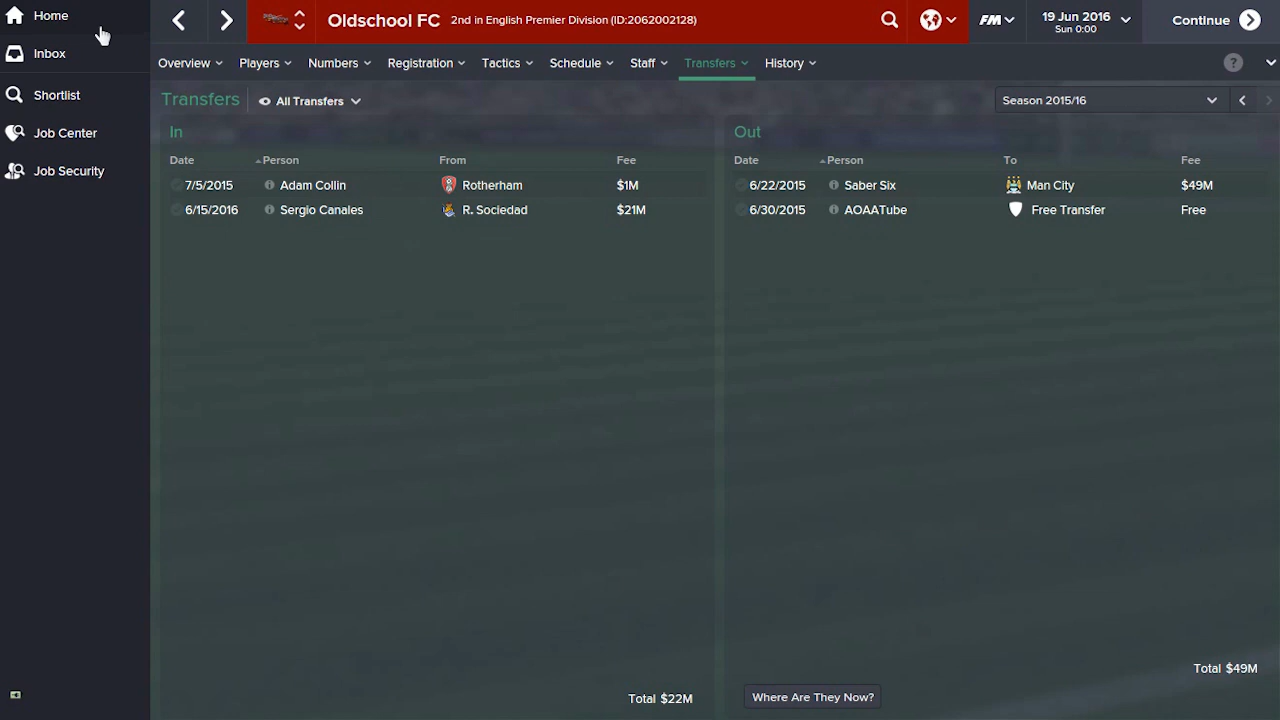 Home
Inbox
Shortlist
Job Center
Job Security
Oldschool FC 2nd in English Premier Division (ID:2062002128)
FM
19 Jun 2016
Sun 0:00
Continue
Overview Players Numbers Registration Tactics Schedule Staff Transfers History ?
Transfers All Transfers Season 2015/16
In
Date Person From Fee
7/5/2015 Adam Collin Rotherham $1M
6/15/2016 Sergio Canales R. Sociedad $21M
Total $22M
Out
Date Person To Fee
6/22/2015 Saber Six Man City $49M
6/30/2015 AOAATube Free Transfer Free
Total $49M
Where Are They Now?